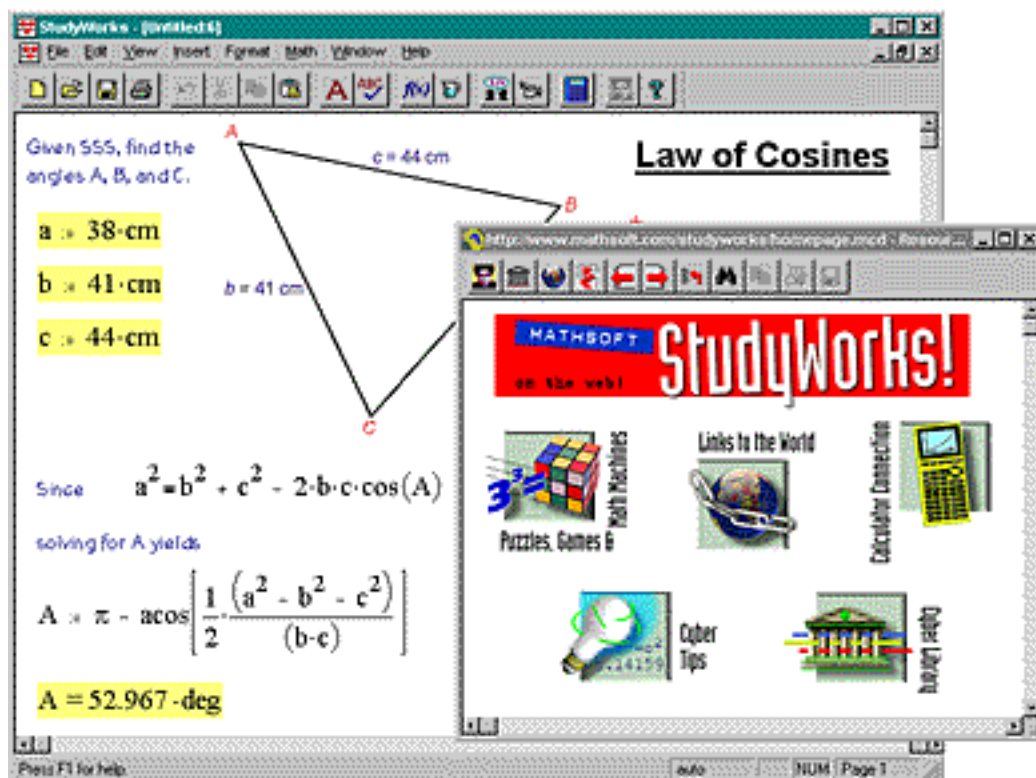 StudyWorks - [Untitled:6]
File Edit View Insert Format Math Window Help
Given SSS, find the
angles A, B, and C.
a := 38·cm
b := 41·cm
c := 44·cm
A
c = 44 cm
B
b = 41 cm
C
Law of Cosines
Since a² = b² + c² - 2·b·c·cos(A)
solving for A yields
A := π - acos[1/2·(a² - b² - c²)/(b·c)]
A = 52.967·deg
Press F1 for help.
auto
NUM Page 1
http://www.mathsoft.com/studyworks/homepage.mcd
MATHSOFT
on the web!
StudyWorks!
Puzzles, Games &
Math Machines
Links to the World
Calculator Connection
Cyber
Tips
.14159
Cyber Library